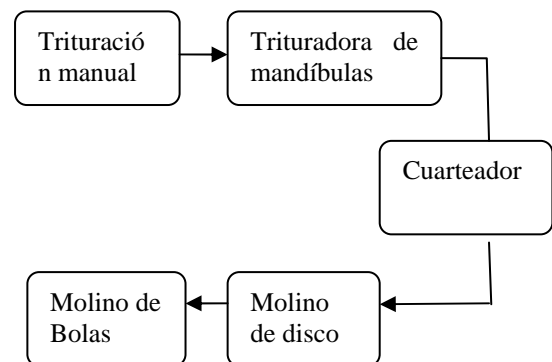 Trituració
n manual
Trituradora de
mandíbulas
Cuarteador
Molino de
Bolas
Molino
de disco